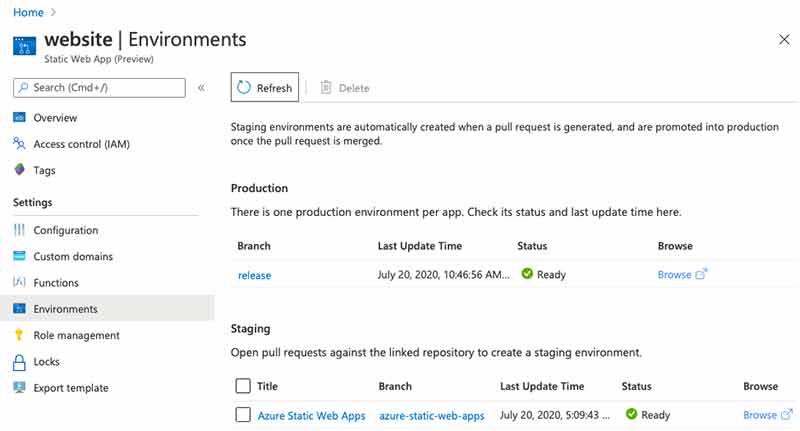 Home >
website | Environments
Static Web App (Preview)
Search (Cmd+/)
«
Refresh
Delete
Overview
Access control (IAM)
Tags
Settings
Configuration
Custom domains
Functions
Environments
Role management
Locks
Export template
Staging environments are automatically created when a pull request is generated, and are promoted into production
once the pull request is merged.
Production
There is one production environment per app. Check its status and last update time here.
Branch Last Update Time Status Browse
release July 20, 2020, 10:46:56 AM... Ready Browse
Staging
Open pull requests against the linked repository to create a staging environment.
Title Branch Last Update Time Status Browse
Azure Static Web Apps azure-static-web-apps July 20, 2020, 5:09:43 ... Ready Browse